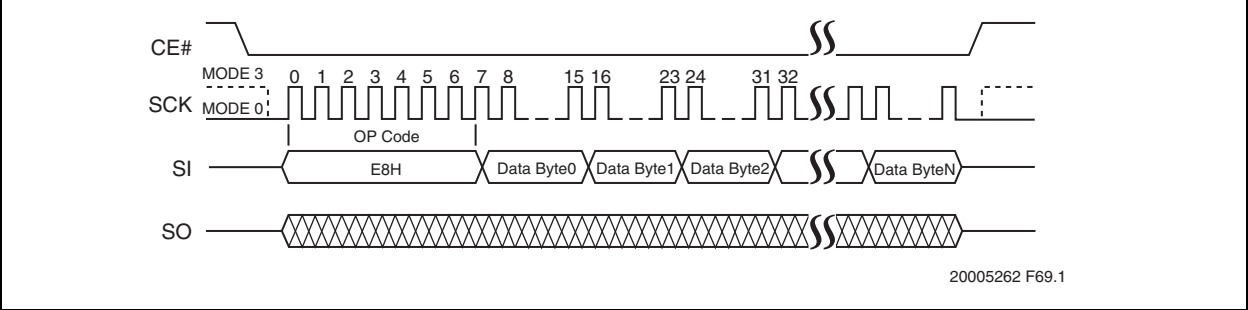 CE#
MODE 3
0 1 2 3 4 5 6 7 8 15 16 23 24 31 32
SCK MODE 0
OP Code
SI E8H Data Byte0 Data Byte1 Data Byte2 Data ByteN
SO
20005262 F69.1